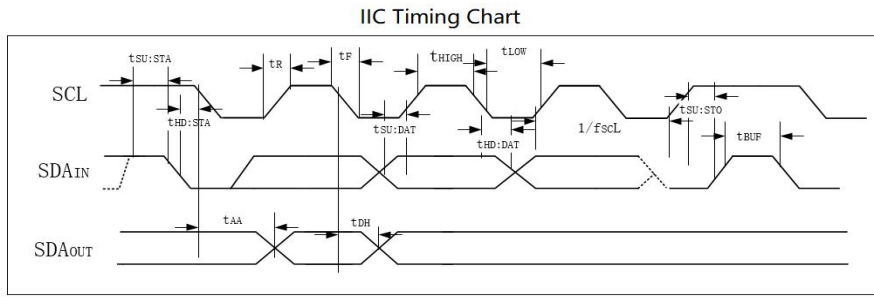 IIC Timing Chart
tSU:STA
tR
tF
tHIGH
tLOW
SCL
tHD:STA
tSU:DAT
tHD:DAT
1/fSCL
tSU:STO
tBUF
SDAIN
tAA
tDH
SDAOUT